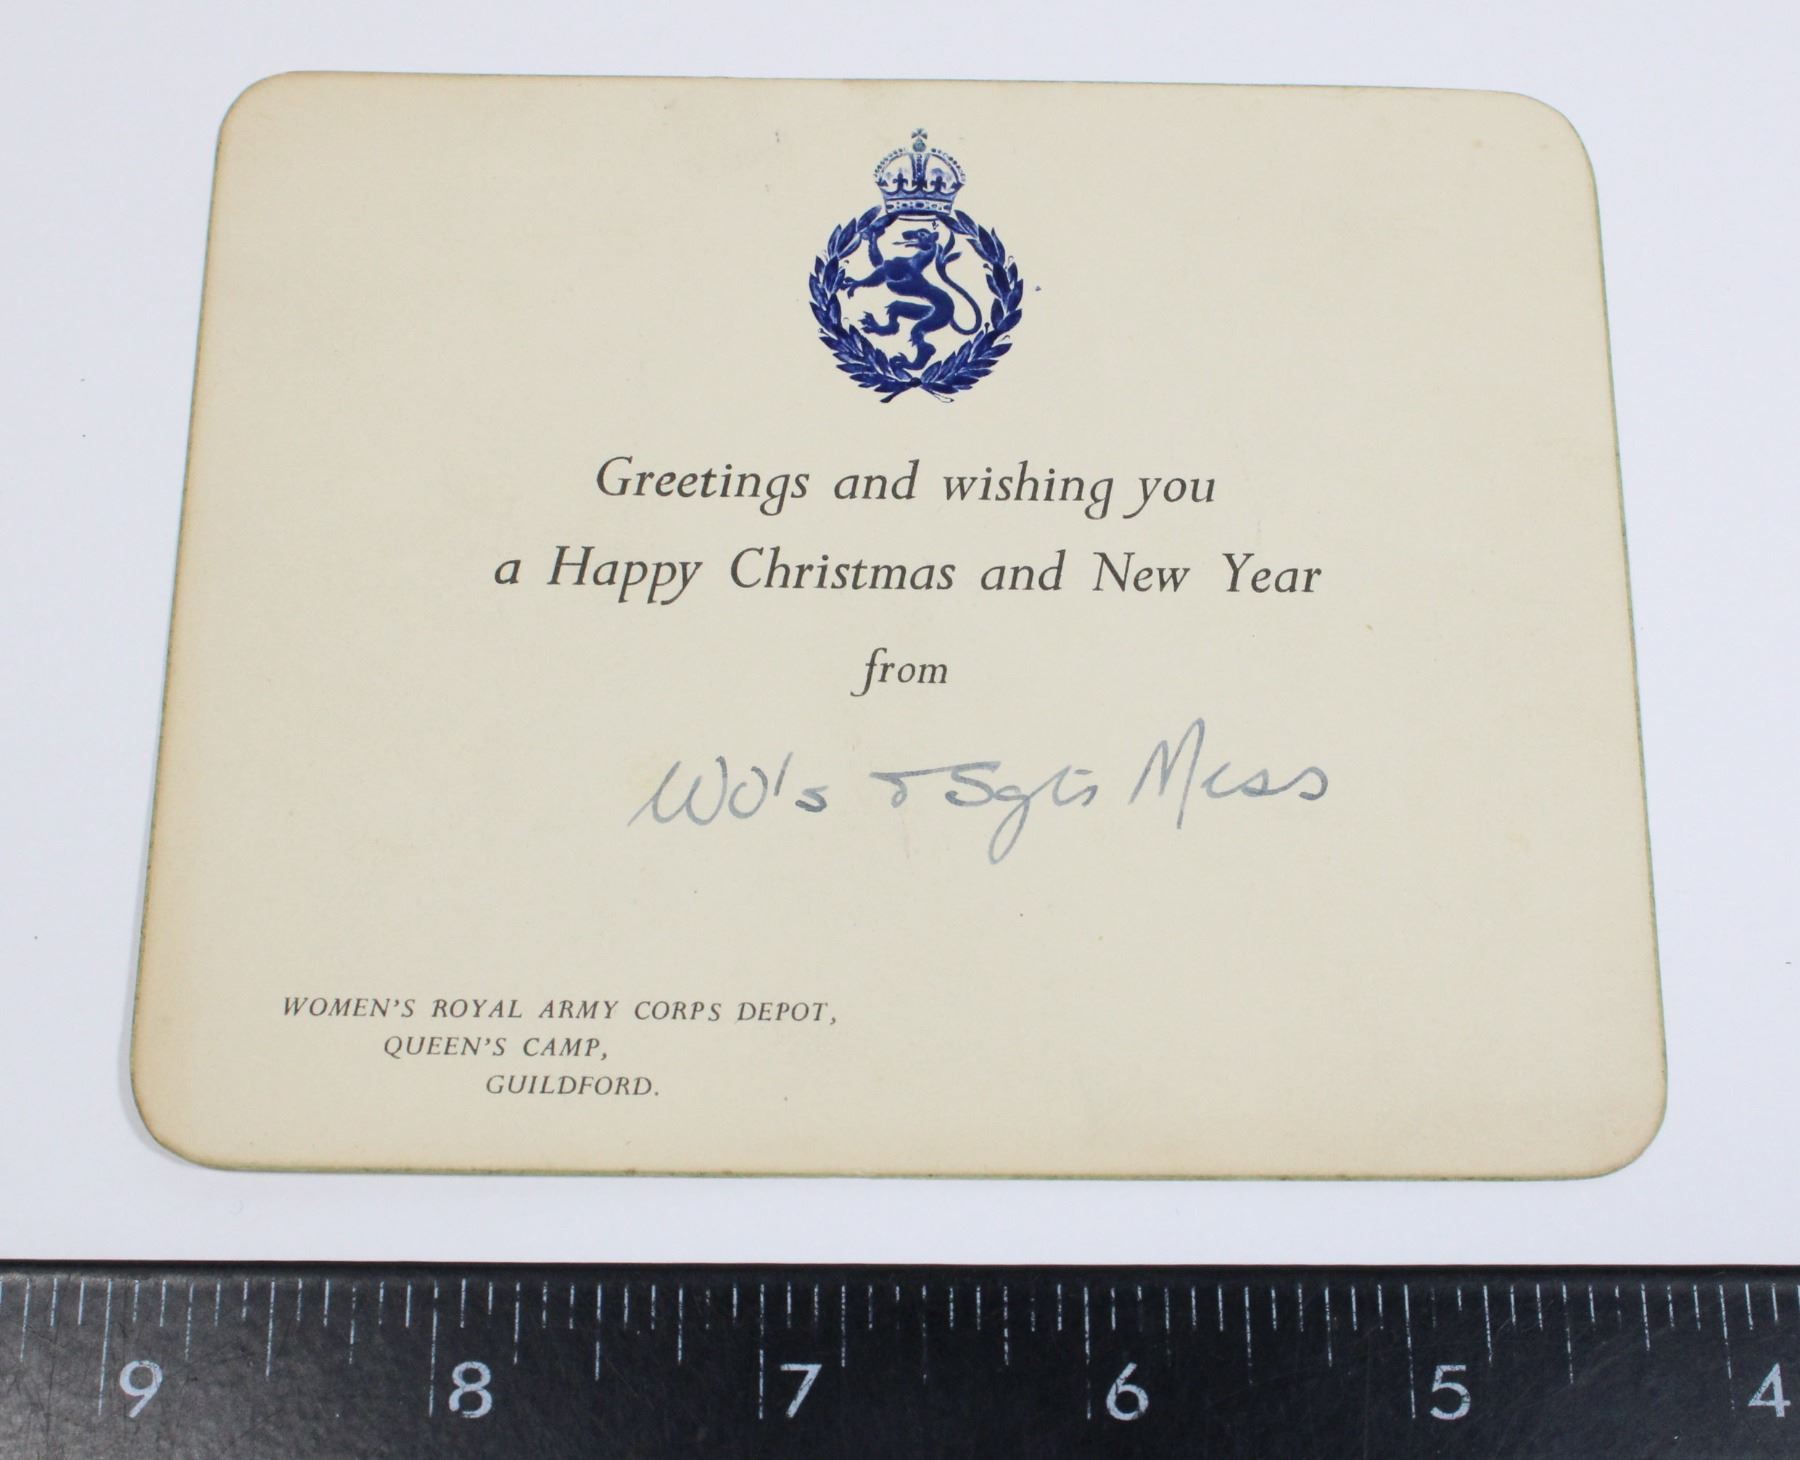 Greetings and wishing you
a Happy Christmas and New Year
from
WO's & Sgts Mess
WOMEN'S ROYAL ARMY CORPS DEPOT,
QUEEN'S CAMP,
GUILDFORD.
9 8 7 6 5 4